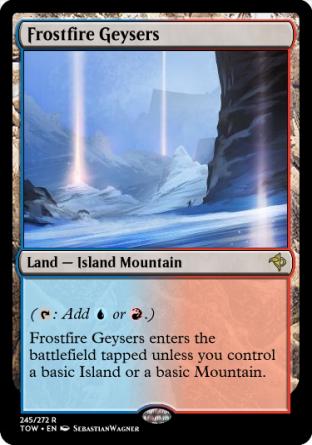 Frostfire Geysers
Land — Island Mountain
( : Add or .)
Frostfire Geysers enters the
battlefield tapped unless you control
a basic Island or a basic Mountain.
245/272 R
TOW • EN SebastianWagner